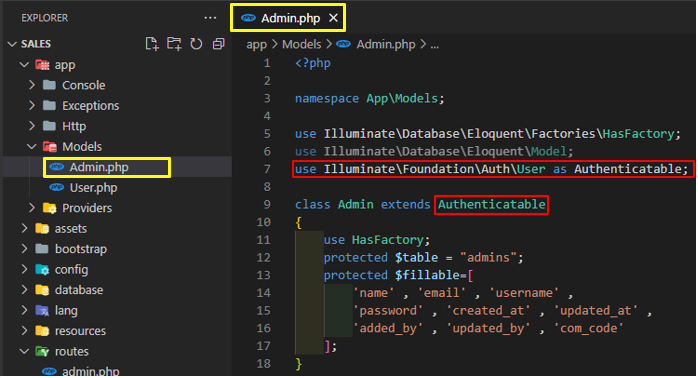 EXPLORER
SALES
app
Console
Exceptions
Http
Models
Admin.php
User.php
Providers
assets
bootstrap
config
database
lang
resources
routes
admin.php
Admin.php
app > Models > Admin.php > ...
1 <?php
2
3 namespace App\Models;
4
5 use Illuminate\Database\Eloquent\Factories\HasFactory;
6 use Illuminate\Database\Eloquent\Model;
7 use Illuminate\Foundation\Auth\User as Authenticatable;
8
9 class Admin extends Authenticatable
10 {
11 use HasFactory;
12 protected $table = "admins";
13 protected $fillable=[
14 'name' , 'email' , 'username' ,
15 'password' , 'created_at' , 'updated_at' ,
16 'added_by' , 'updated_by' , 'com_code'
17 ];
18 }